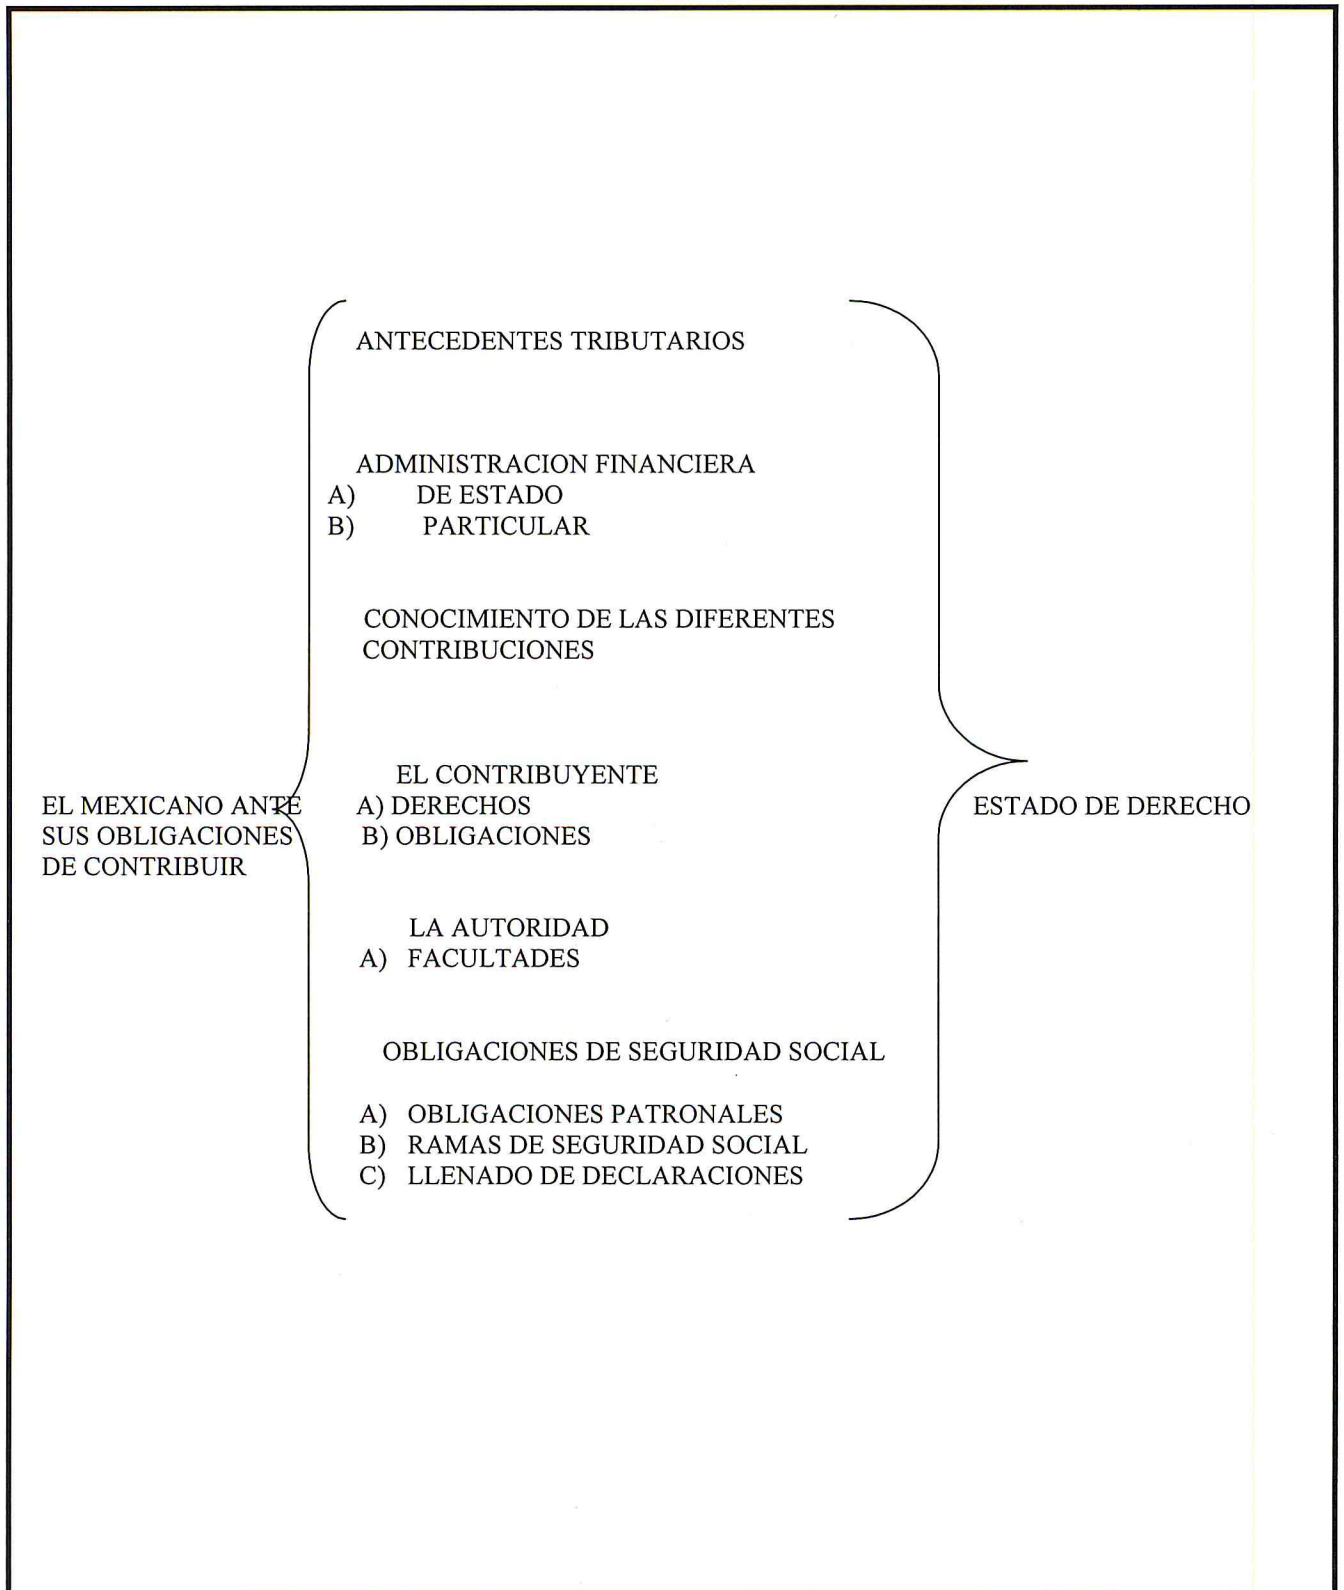 ANTECEDENTES TRIBUTARIOS
ADMINISTRACION FINANCIERA
A) DE ESTADO
B) PARTICULAR
CONOCIMIENTO DE LAS DIFERENTES
CONTRIBUCIONES
EL CONTRIBUYENTE
EL MEXICANO ANTE
SUS OBLIGACIONES
DE CONTRIBUIR
A) DERECHOS
B) OBLIGACIONES
ESTADO DE DERECHO
LA AUTORIDAD
A) FACULTADES
OBLIGACIONES DE SEGURIDAD SOCIAL
A) OBLIGACIONES PATRONALES
B) RAMAS DE SEGURIDAD SOCIAL
C) LLENADO DE DECLARACIONES